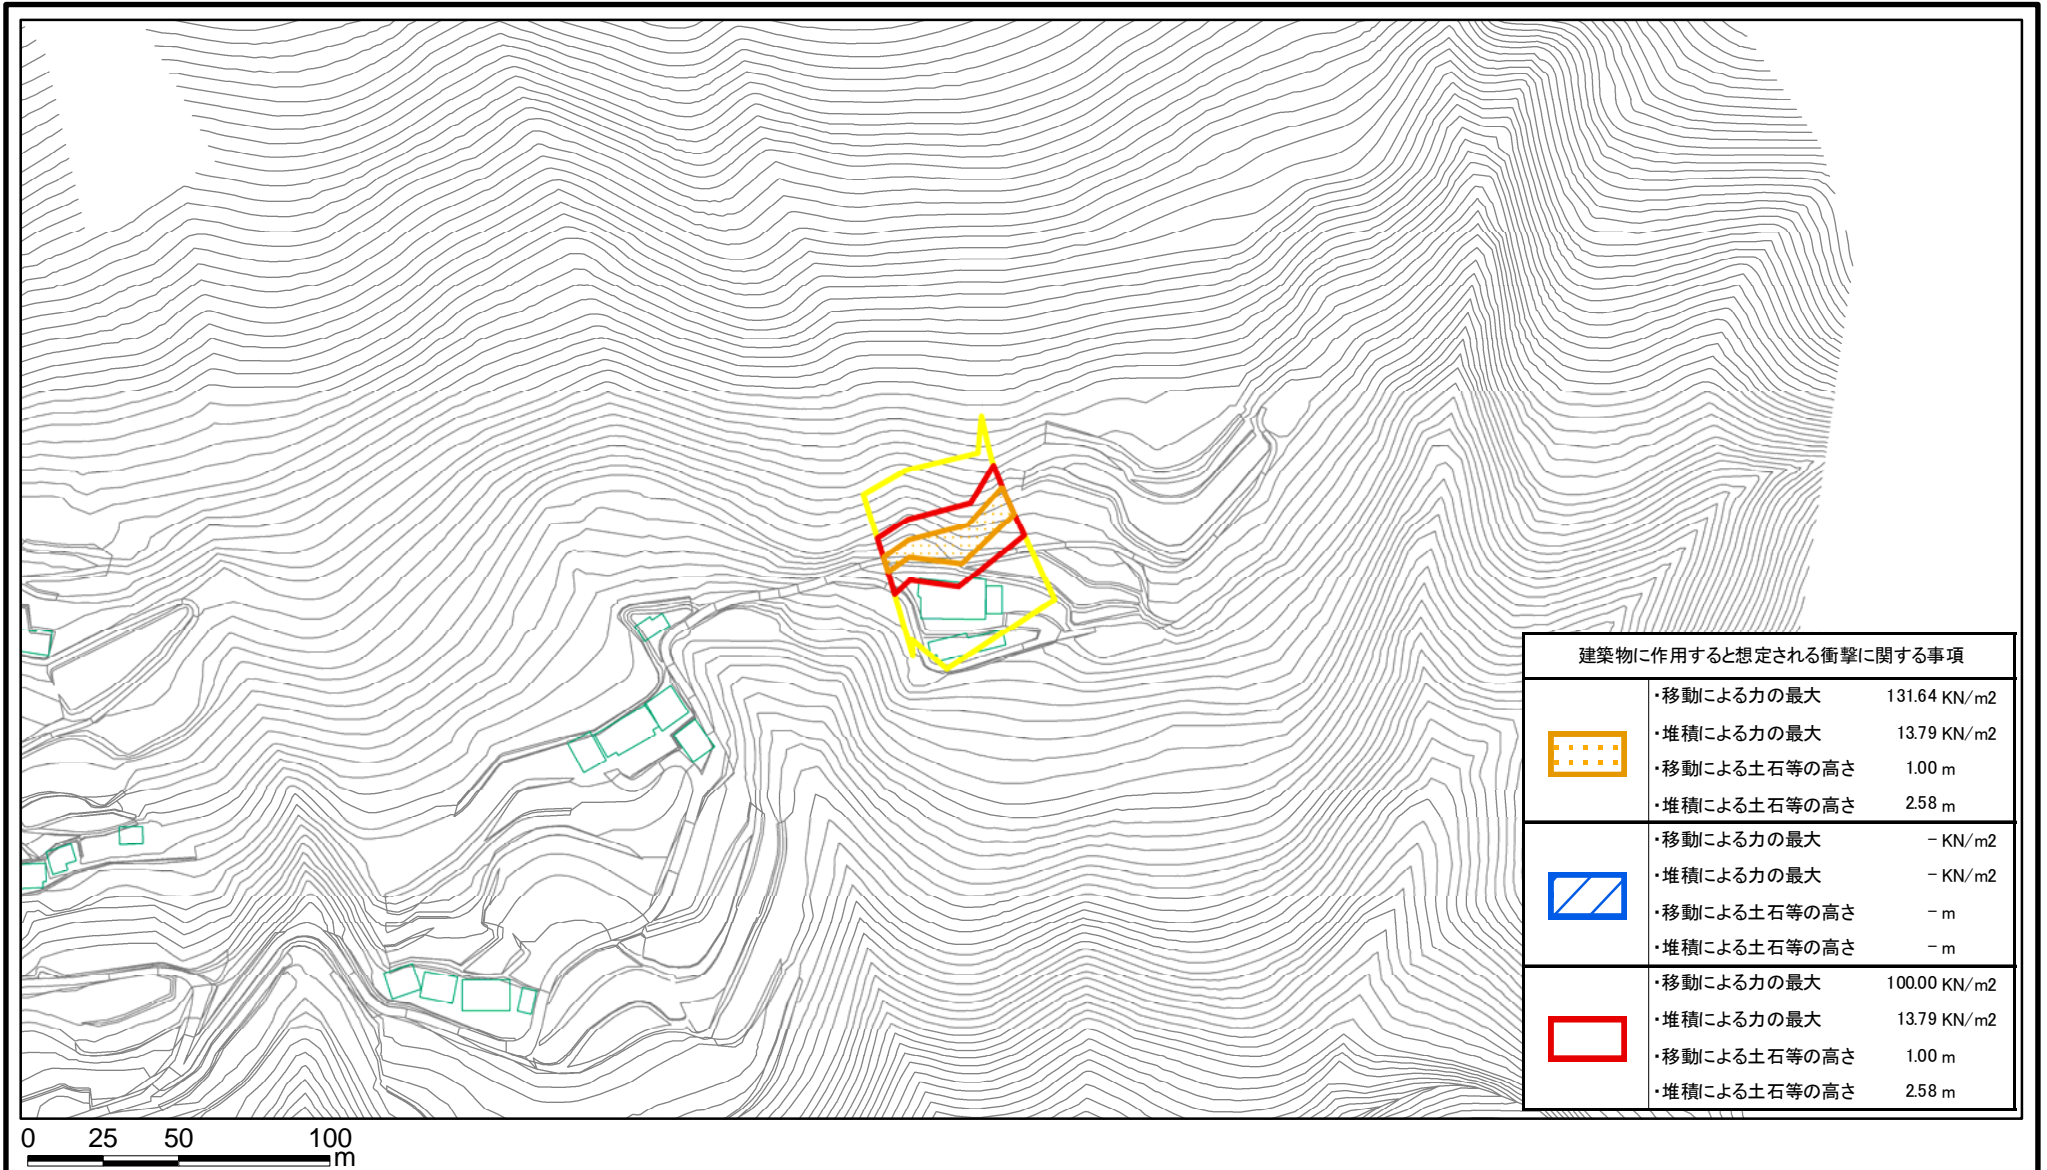 建築物に作用すると想定される衝撃に関する事項
・移動による力の最大 131.64 KN/m2
・堆積による力の最大 13.79 KN/m2
・移動による土石等の高さ 1.00 m
・堆積による土石等の高さ 2.58 m
・移動による力の最大 − KN/m2
・堆積による力の最大 − KN/m2
・移動による土石等の高さ − m
・堆積による土石等の高さ − m
・移動による力の最大 100.00 KN/m2
・堆積による力の最大 13.79 KN/m2
・移動による土石等の高さ 1.00 m
・堆積による土石等の高さ 2.58 m
0 25 50 100
m